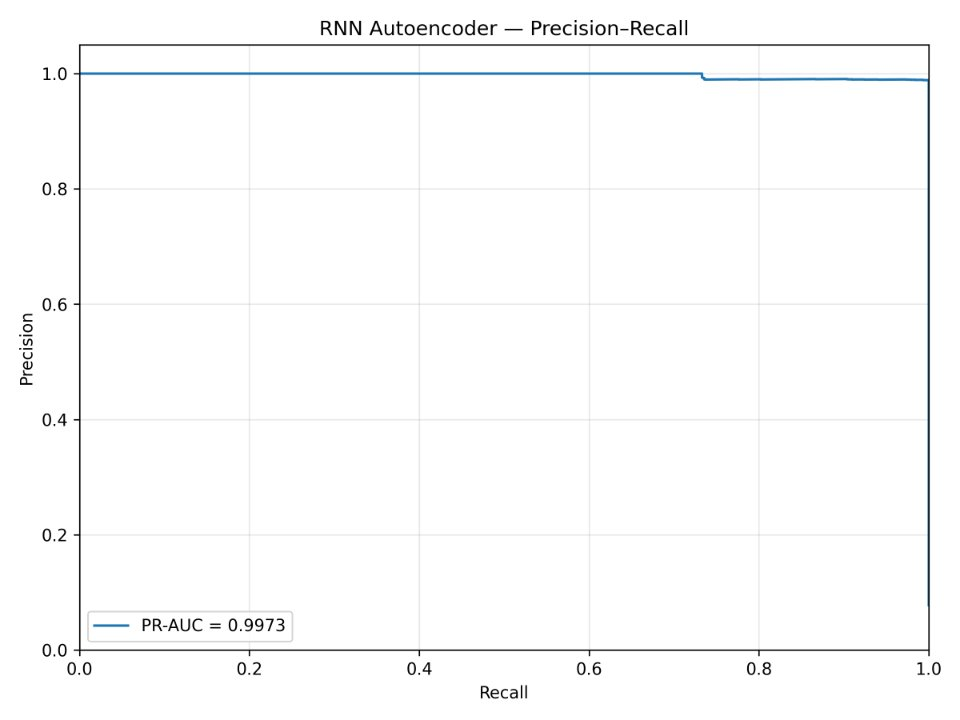 RNN Autoencoder — Precision–Recall
1.0
0.8
0.6
0.4
0.2
0.0
Precision
PR-AUC = 0.9973
0.0 0.2 0.4 0.6 0.8 1.0
Recall